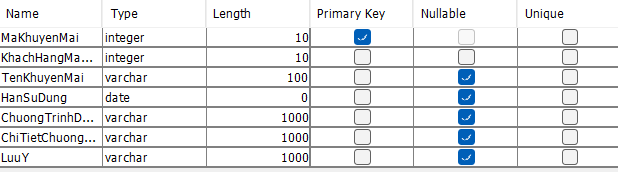 Name Type Length Primary Key Nullable Unique
MaKhuyenMai integer 10
KhachHangMa... integer 10
TenKhuyenMai varchar 100
HanSuDung date 0
ChuongTrinhD... varchar 1000
ChiTietChuong... varchar 1000
LuuY varchar 1000